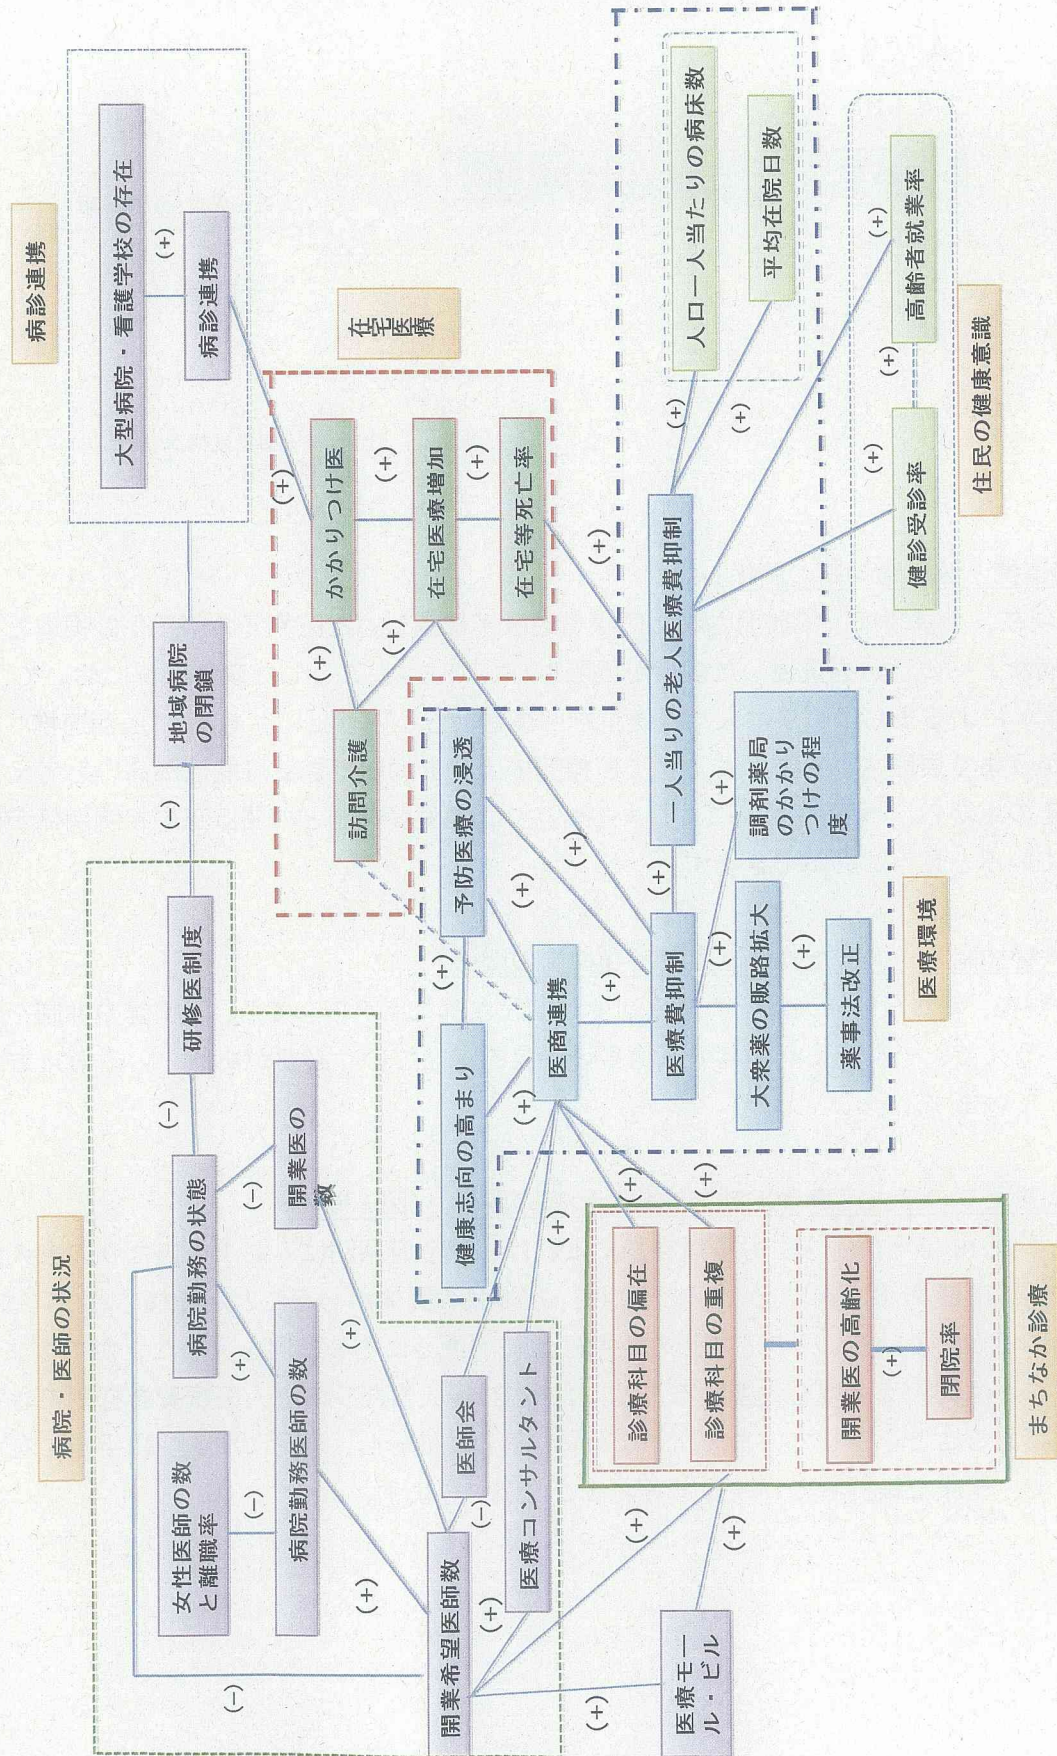 病院・医師の状況
病診連携
女性医師の数
と離職率
(-)
病院勤務医師の数
(-)
(+)
病院勤務の状態
(-)
(-)
開業医の
数
研修医制度
(-)
地域病院
の閉鎖
大型病院・看護学校の存在
(+)
病診連携
(+)
開業希望医師数
(+)
(+)
(-)
医師会
(+)
医療コンサルタント
(+)
健康志向の高まり
(+)
予防医療の浸透
(+)
(+)
医商連携
(+)
訪問介護
(+)
(+)
かかりつけ医
(+)
在宅医療増加
(+)
在宅等死亡率
在宅
医療
(+)
(+)
医療費抑制
(+)
一人当りの老人医療費抑制
(+)
(+)
人口一人当たりの病床数
平均在院日数
(+)
大衆薬の販路拡大
(+)
薬事法改正
(+)
調剤薬局
のかかり
つけの程
度
医療環境
(+)
(+)
健診受診率
(+)
高齢者就業率
住民の健康意識
(+)
医療モー
ル・ビル
(+)
(+)
(+)
(+)
診療科目の偏在
診療科目の重複
開業医の高齢化
(+)
閉院率
まちなか診療